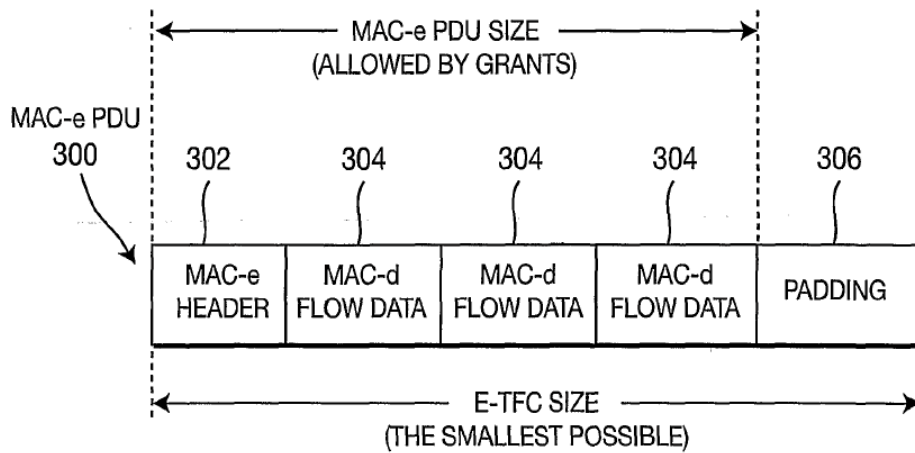 MAC-e PDU SIZE
(ALLOWED BY GRANTS)
MAC-e PDU
300
302 304 304 304 306
MAC-e HEADER
MAC-d FLOW DATA
MAC-d FLOW DATA
MAC-d FLOW DATA
PADDING
E-TFC SIZE
(THE SMALLEST POSSIBLE)